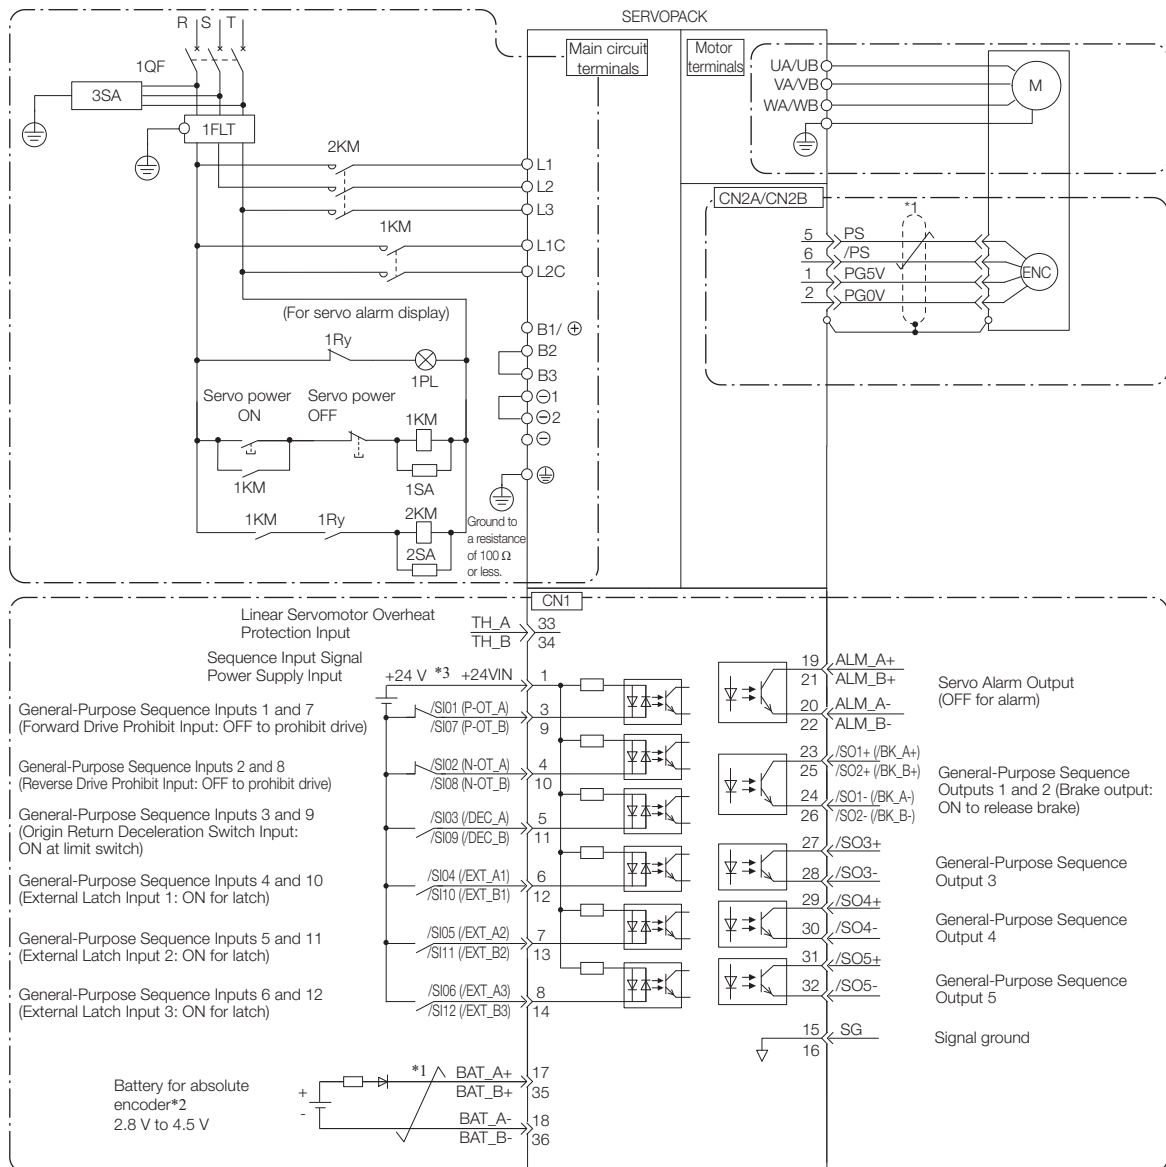 SERVOPACK
R S T
Main circuit
terminals
Motor
terminals
1QF
3SA
1FLT
UA/UB
VA/VB
WA/WB
M
2KM
L1
L2
L3
1KM
L1C
L2C
CN2A/CN2B
*1
5 PS
6 /PS
1 PG5V
2 PG0V
ENC
(For servo alarm display)
1Ry
1PL
B1/ ⊕
B2
B3
⊖1
⊖2
⊖
Servo power
ON
Servo power
OFF
1KM
1KM
1SA
1KM
1Ry
2KM
2SA
Ground to
a resistance
of 100 Ω
or less.
CN1
Linear Servomotor Overheat
Protection Input
TH_A 33
TH_B 34
Sequence Input Signal
Power Supply Input
+24 V *3 +24VIN 1
General-Purpose Sequence Inputs 1 and 7
(Forward Drive Prohibit Input: OFF to prohibit drive)
/SI01 (P-OT_A) 3
/SI07 (P-OT_B) 9
General-Purpose Sequence Inputs 2 and 8
(Reverse Drive Prohibit Input: OFF to prohibit drive)
/SI02 (N-OT_A) 4
/SI08 (N-OT_B) 10
General-Purpose Sequence Inputs 3 and 9
(Origin Return Deceleration Switch Input:
ON at limit switch)
/SI03 (/DEC_A) 5
/SI09 (/DEC_B) 11
General-Purpose Sequence Inputs 4 and 10
(External Latch Input 1: ON for latch)
/SI04 (/EXT_A1) 6
/SI10 (/EXT_B1) 12
General-Purpose Sequence Inputs 5 and 11
(External Latch Input 2: ON for latch)
/SI05 (/EXT_A2) 7
/SI11 (/EXT_B2) 13
General-Purpose Sequence Inputs 6 and 12
(External Latch Input 3: ON for latch)
/SI06 (/EXT_A3) 8
/SI12 (/EXT_B3) 14
Battery for absolute
encoder*2
2.8 V to 4.5 V
+
-
*1
BAT_A+ 17
BAT_B+ 35
BAT_A- 18
BAT_B- 36
19 ALM_A+
21 ALM_B+
20 ALM_A-
22 ALM_B-
Servo Alarm Output
(OFF for alarm)
23 /SO1+ (/BK_A+)
25 /SO2+ (/BK_B+)
24 /SO1- (/BK_A-)
26 /SO2- (/BK_B-)
General-Purpose Sequence
Outputs 1 and 2 (Brake output:
ON to release brake)
27 /SO3+
28 /SO3-
General-Purpose Sequence
Output 3
29 /SO4+
30 /SO4-
General-Purpose Sequence
Output 4
31 /SO5+
32 /SO5-
General-Purpose Sequence
Output 5
15 SG
16
Signal ground